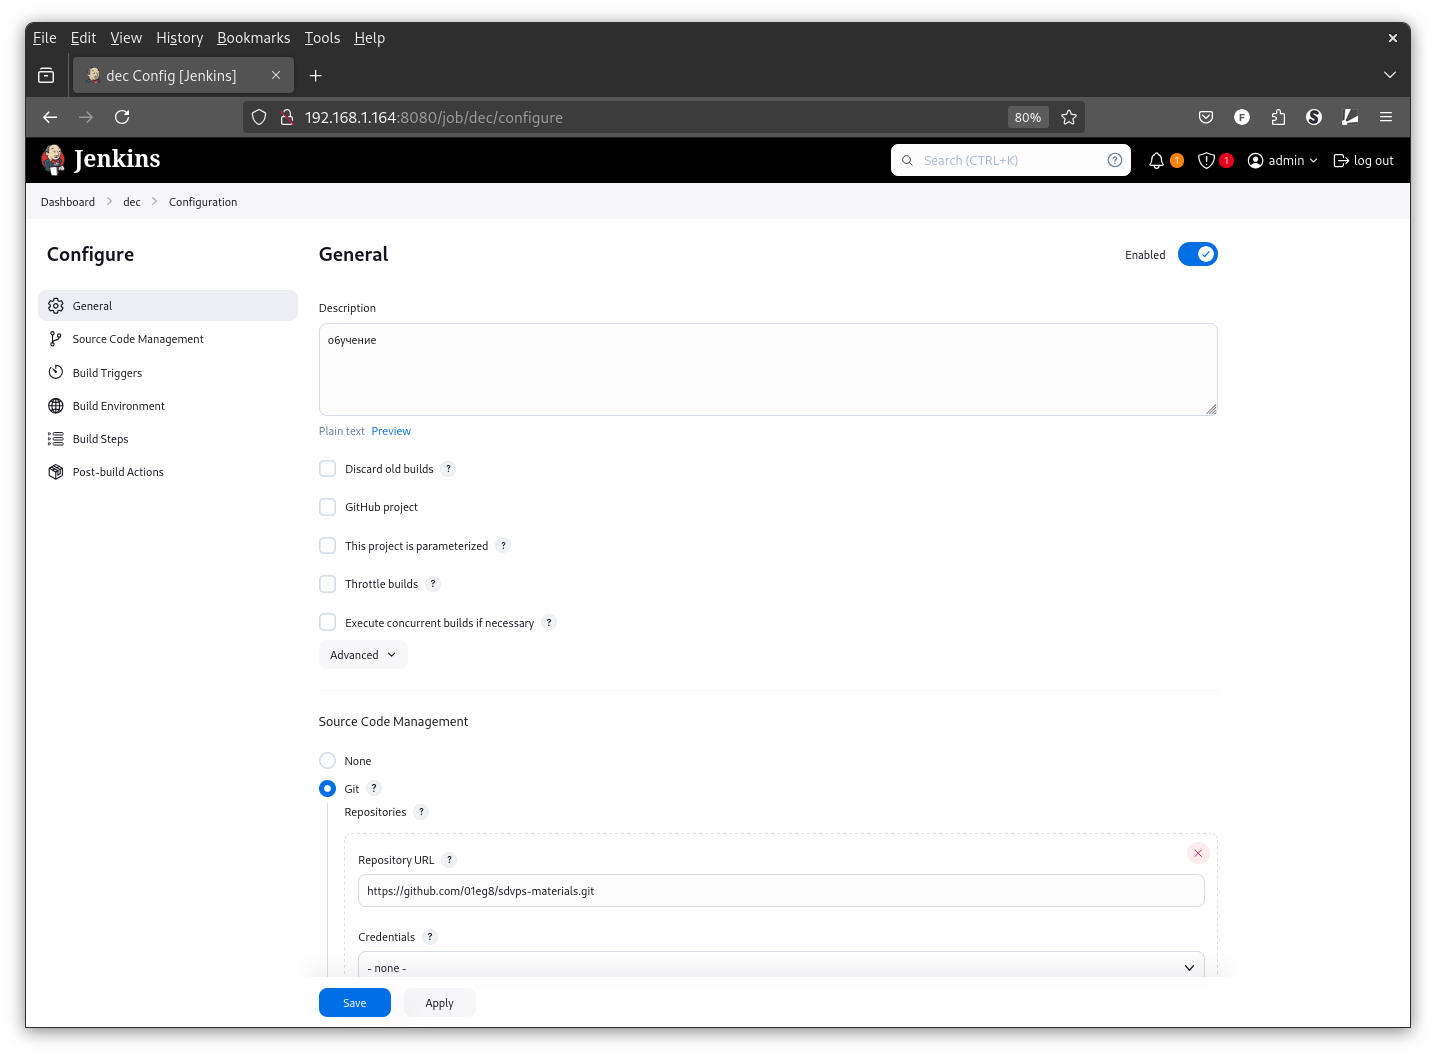 File Edit View History Bookmarks Tools Help
dec Config [Jenkins]
192.168.1.164:8080/job/dec/configure 80%
Jenkins Search (CTRL+K) 1 1 admin log out
Dashboard dec Configuration
Configure
General
Source Code Management
Build Triggers
Build Environment
Build Steps
Post-build Actions
General Enabled
Description
обучение
Plain text Preview
Discard old builds ?
GitHub project
This project is parameterized ?
Throttle builds ?
Execute concurrent builds if necessary ?
Advanced
Source Code Management
None
Git ?
Repositories ?
Repository URL ?
https://github.com/01eg8/sdvps-materials.git
Credentials ?
- none -
Save Apply